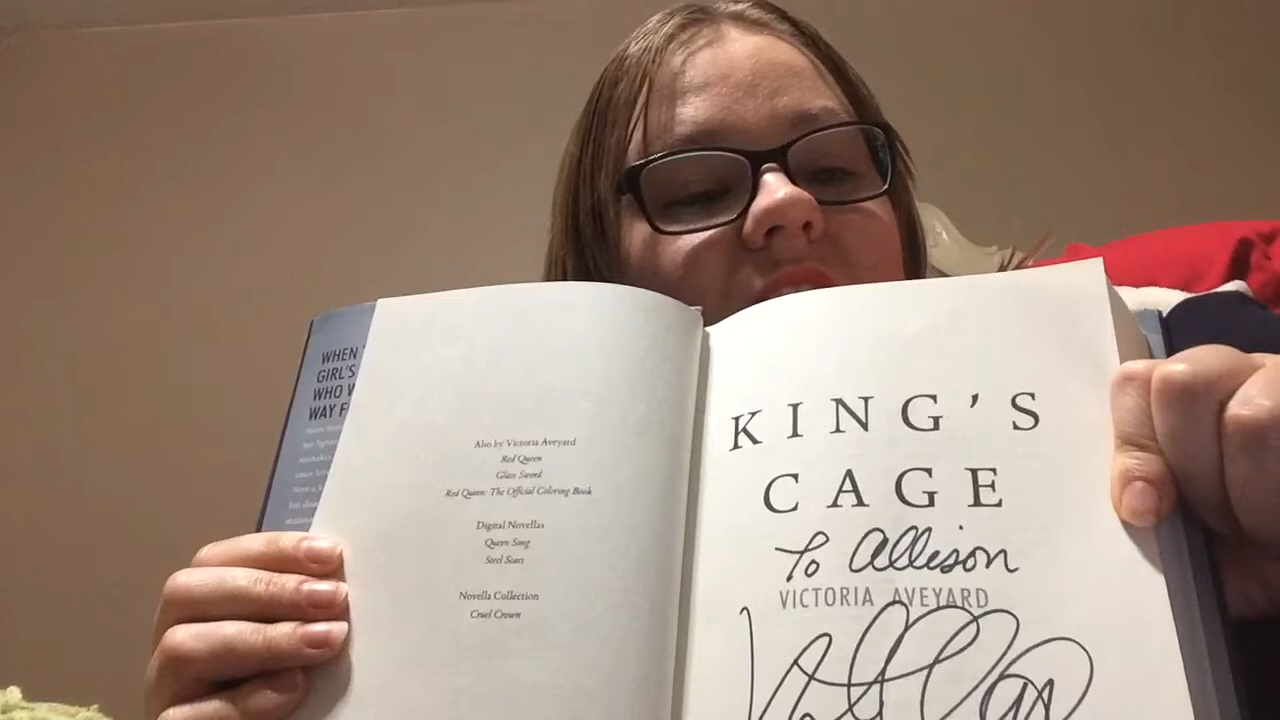 WHEN
GIRL'S
WHO
WAY
Also by Victoria Aveyard
Red Queen
Glass Sword
Red Queen: The Official Coloring Book
Digital Novellas
Queen Song
Steel Scars
Novella Collection
Cruel Crown
KING'S
CAGE
To Allison
VICTORIA AVEYARD